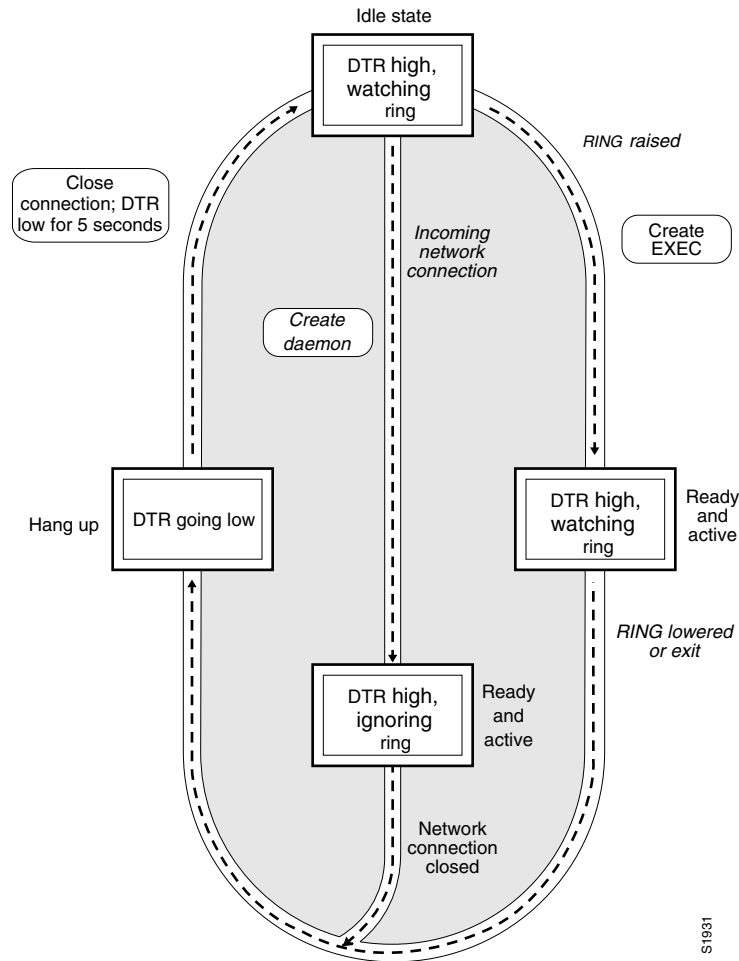 Idle state
DTR high,
watching
ring
RING raised
Close
connection; DTR
low for 5 seconds
Incoming
network
connection
Create
EXEC
Create
daemon
Hang up
DTR going low
DTR high,
watching
ring
Ready
and
active
RING lowered
or exit
DTR high,
ignoring
ring
Ready
and
active
Network
connection
closed
S1931